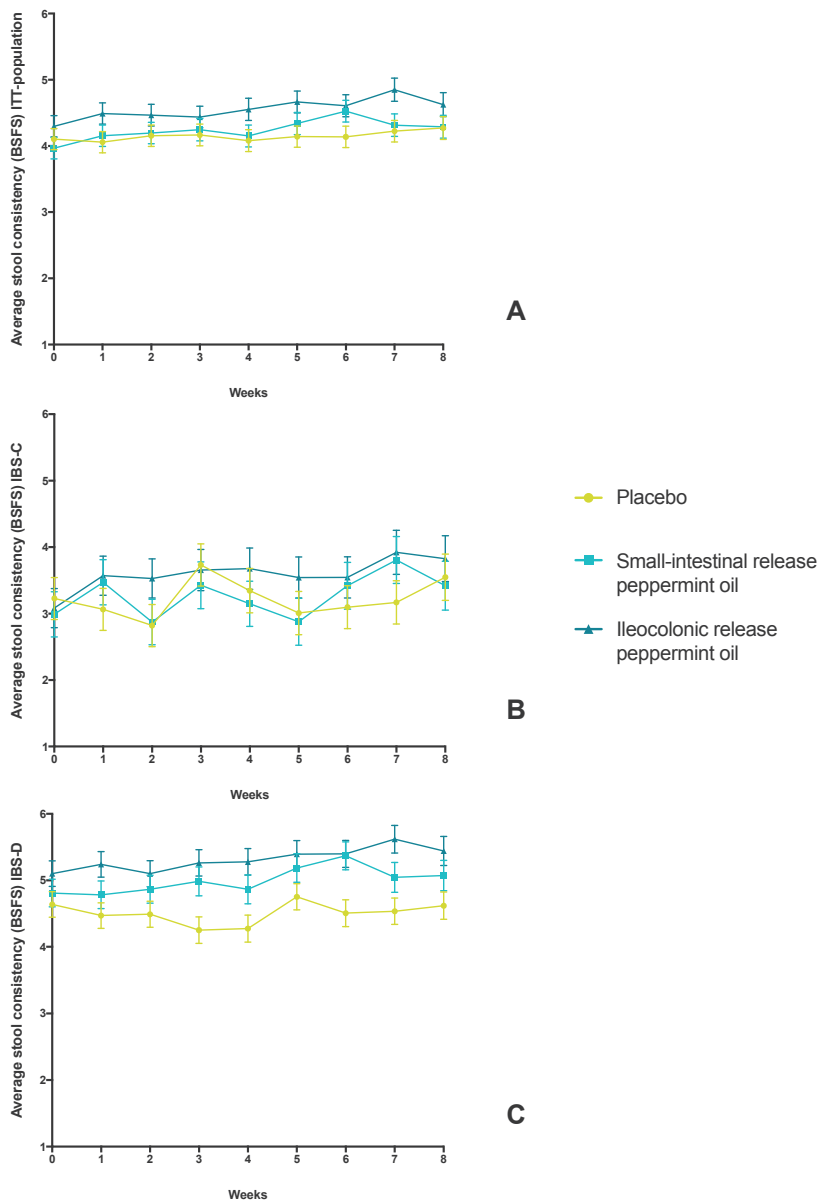 Average stool consistency (BSFS) ITT-population
6
5
4
3
2
1
0 1 2 3 4 5 6 7 8
Weeks
A
Average stool consistency (BSFS) IBS-C
6
5
4
3
2
1
0 1 2 3 4 5 6 7 8
Weeks
B
Placebo
Small-intestinal release
peppermint oil
Ileocolonic release
peppermint oil
Average stool consistency (BSFS) IBS-D
6
5
4
3
2
1
0 1 2 3 4 5 6 7 8
Weeks
C